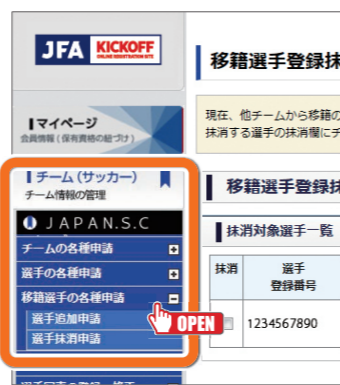 JFA KICKOFF
ONLINE REGISTRATION SITE
マイページ
会員情報(保有資格の紐づけ)
チーム(サッカー)
チーム情報の管理
JAPAN.S.C
チームの各種申請
選手の各種申請
移籍選手の各種申請
選手追加申請
選手抹消申請
OPEN
移籍選手登録抹
現在、他チームから移籍の
抹消する選手の抹消欄にチ
移籍選手登録抹
抹消対象選手一覧
抹消
選手
登録番号
1234567890